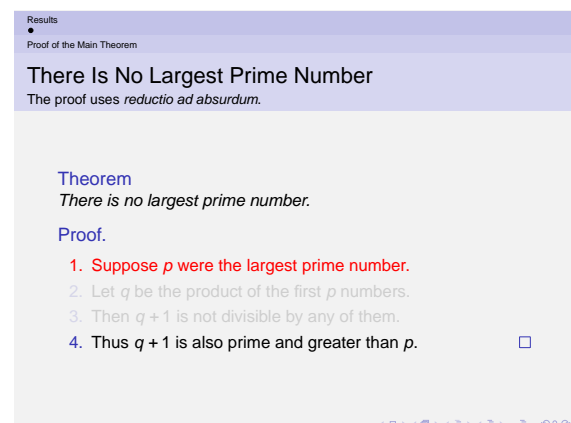 Results
Proof of the Main Theorem
There Is No Largest Prime Number
The proof uses reductio ad absurdum.
Theorem
There is no largest prime number.
Proof.
1. Suppose p were the largest prime number.
2. Let q be the product of the first p numbers.
3. Then q + 1 is not divisible by any of them.
4. Thus q + 1 is also prime and greater than p.